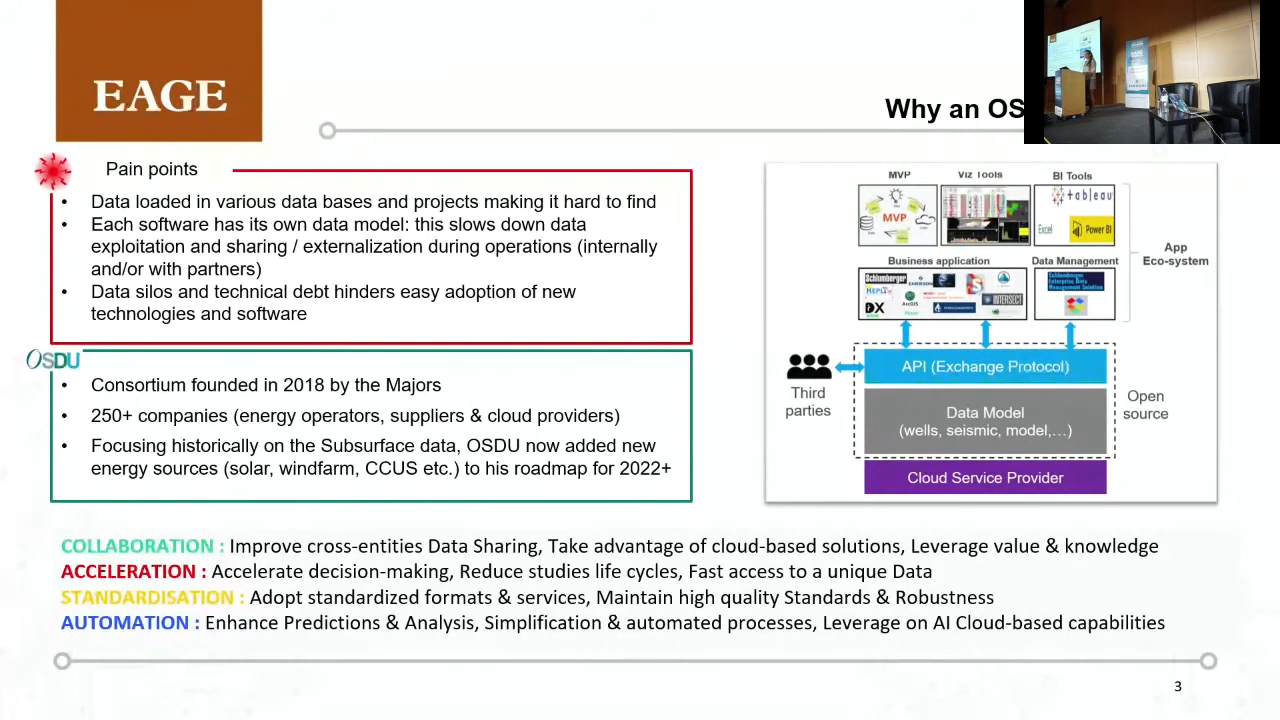 EAGE
Why an OS
Pain points
• Data loaded in various data bases and projects making it hard to find
• Each software has its own data model: this slows down data
exploitation and sharing / externalization during operations (internally
and/or with partners)
• Data silos and technical debt hinders easy adoption of new
technologies and software
OSDU
• Consortium founded in 2018 by the Majors
• 250+ companies (energy operators, suppliers & cloud providers)
• Focusing historically on the Subsurface data, OSDU now added new
energy sources (solar, windfarm, CCUS etc.) to his roadmap for 2022+
MVP
Viz Tools
BI Tools
MVP
tableau
Excel
Power BI
App
Eco-system
Business application
Data Management
Schlumberger
EMERSON
ArcGIS
INTERSECT
DX
Schlumberger
Enterprise Data
Management Solution
API (Exchange Protocol)
Third
parties
Data Model
(wells, seismic, model,…)
Open
source
Cloud Service Provider
COLLABORATION : Improve cross-entities Data Sharing, Take advantage of cloud-based solutions, Leverage value & knowledge
ACCELERATION : Accelerate decision-making, Reduce studies life cycles, Fast access to a unique Data
STANDARDISATION : Adopt standardized formats & services, Maintain high quality Standards & Robustness
AUTOMATION : Enhance Predictions & Analysis, Simplification & automated processes, Leverage on AI Cloud-based capabilities
3